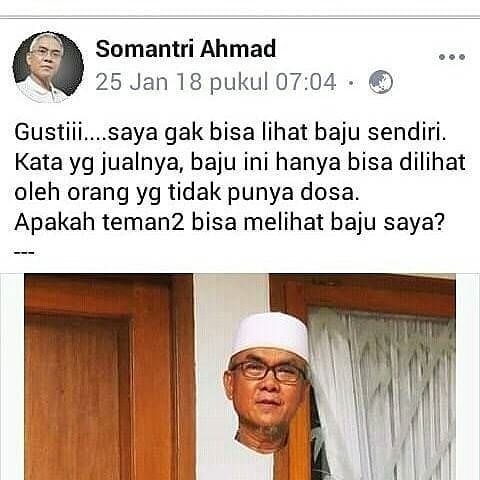 Somantri Ahmad
25 Jan 18 pukul 07:04 ·
Gustiii....saya gak bisa lihat baju sendiri.
Kata yg jualnya, baju ini hanya bisa dilihat
oleh orang yg tidak punya dosa.
Apakah teman2 bisa melihat baju saya?
---